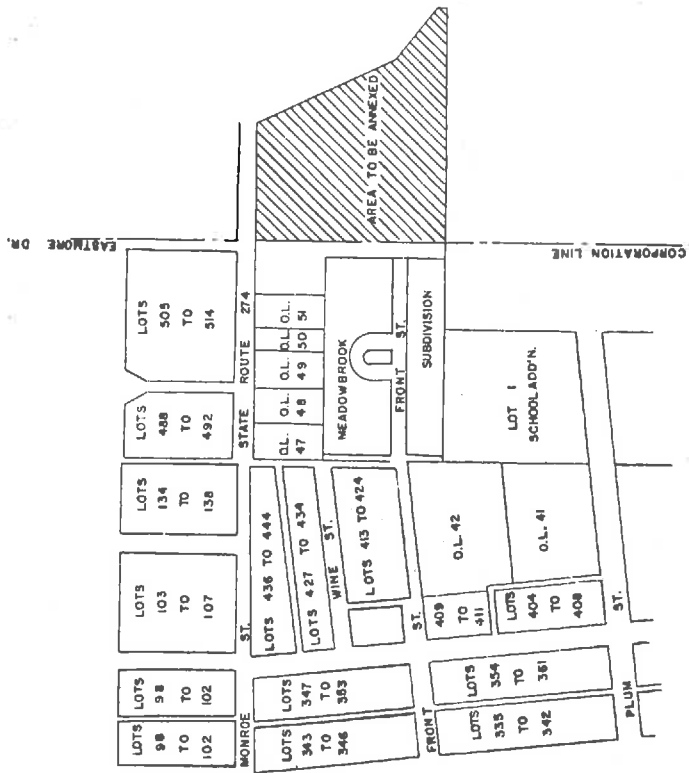 EASTMORE DR.
CORPORATION LINE
AREA TO BE ANNEXED
LOTS
505
TO
514
LOTS
488
TO
492
LOTS
134
TO
138
LOTS
103
TO
107
LOTS
98
TO
102
LOTS
98
TO
102
MONROE ST. STATE ROUTE 274
O.L.
47
O.L.
48
O.L.
49
O.L.
50
O.L.
51
MEADOWBROOK
SUBDIVISION
FRONT ST.
LOTS 436 TO 444
LOTS 427 TO 434
WINE ST.
LOTS 413 TO 424
LOTS
347
TO
353
LOTS
343
TO
346
FRONT ST.
LOT 1
SCHOOL ADD'N.
O.L. 42
O.L. 41
409
TO
411
LOTS
404
TO
408
LOTS
354
TO
361
LOTS
335
TO
342
PLUM ST.